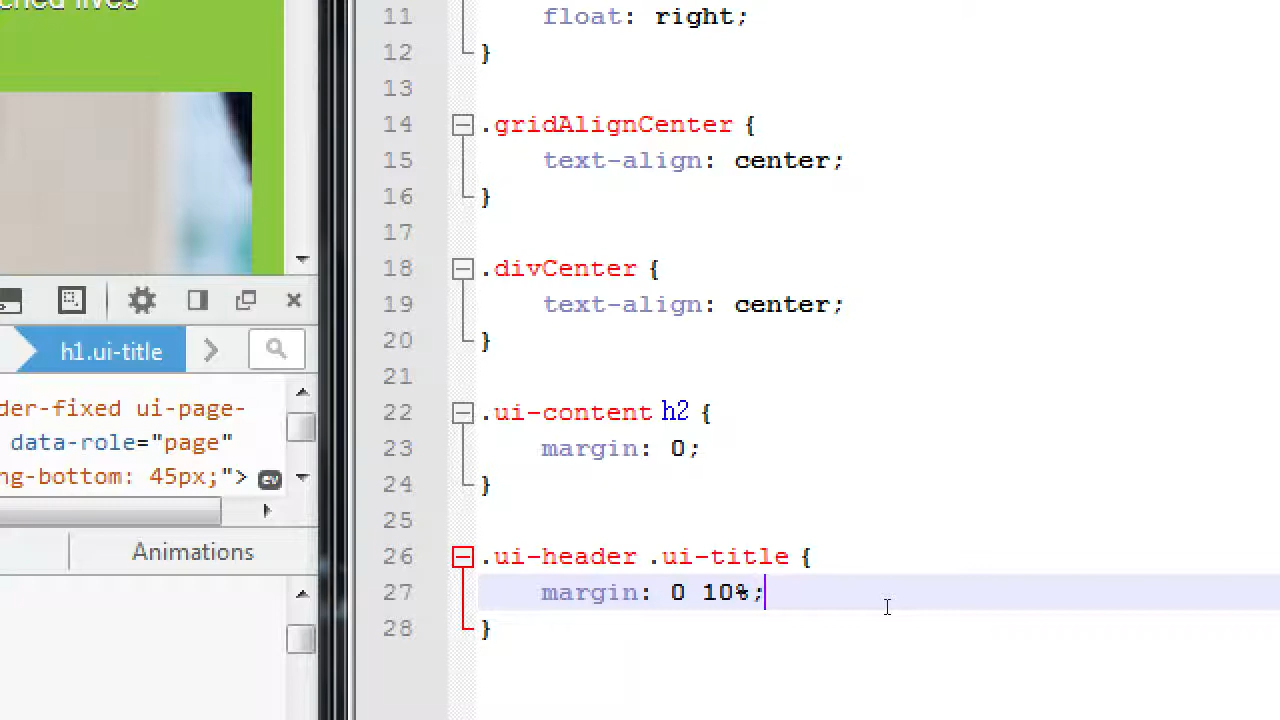 ched lives
h1.ui-title
der-fixed ui-page-
data-role="page"
ng-bottom: 45px;"> ev
Animations
11 float: right;
12 }
13
14 .gridAlignCenter {
15 text-align: center;
16 }
17
18 .divCenter {
19 text-align: center;
20 }
21
22 .ui-content h2 {
23 margin: 0;
24 }
25
26 .ui-header .ui-title {
27 margin: 0 10%;
28 }